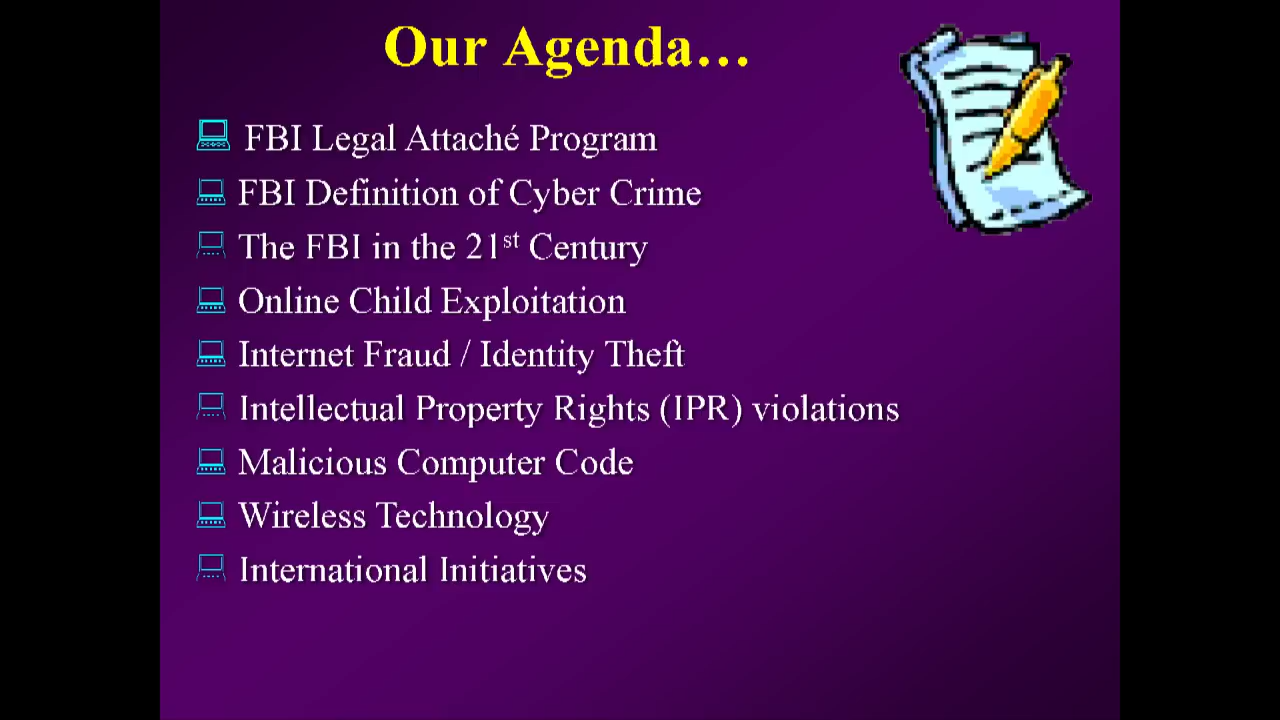 Our Agenda…
FBI Legal Attaché Program
FBI Definition of Cyber Crime
The FBI in the 21st Century
Online Child Exploitation
Internet Fraud / Identity Theft
Intellectual Property Rights (IPR) violations
Malicious Computer Code
Wireless Technology
International Initiatives